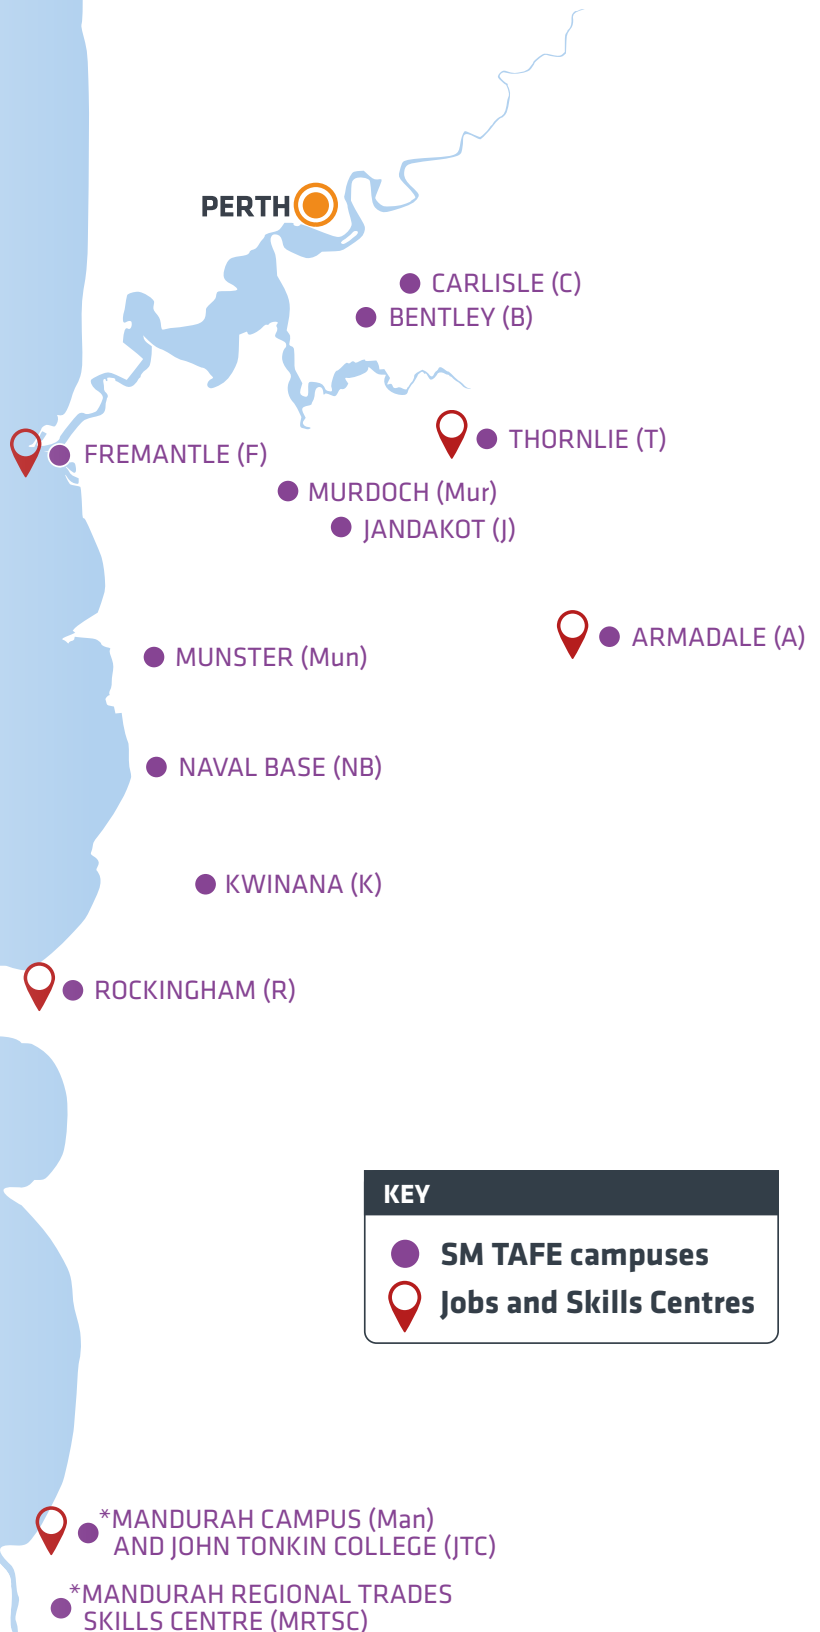 PERTH
CARLISLE (C)
BENTLEY (B)
THORNLIE (T)
FREMANTLE (F)
MURDOCH (Mur)
JANDAKOT (J)
ARMADALE (A)
MUNSTER (Mun)
NAVAL BASE (NB)
KWINANA (K)
ROCKINGHAM (R)
KEY
SM TAFE campuses
Jobs and Skills Centres
*MANDURAH CAMPUS (Man)
AND JOHN TONKIN COLLEGE (JTC)
*MANDURAH REGIONAL TRADES
SKILLS CENTRE (MRTSC)